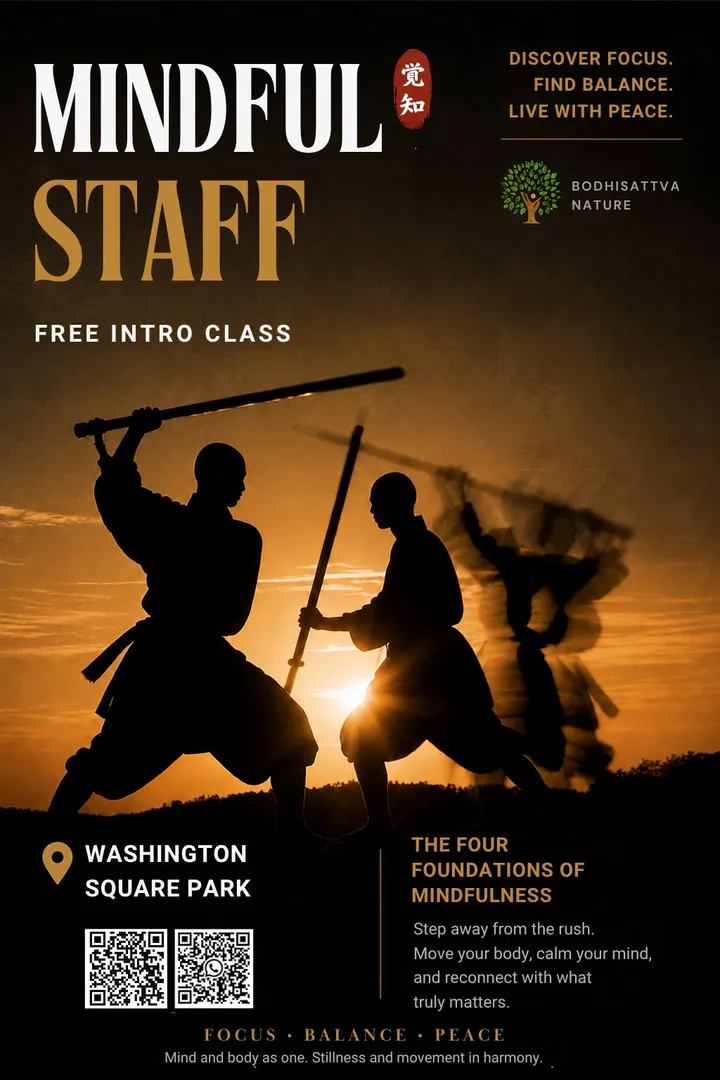 MINDFUL
覚
知
STAFF
FREE INTRO CLASS
DISCOVER FOCUS.
FIND BALANCE.
LIVE WITH PEACE.
BODHISATTVA
NATURE
WASHINGTON
SQUARE PARK
THE FOUR
FOUNDATIONS OF
MINDFULNESS
Step away from the rush.
Move your body, calm your mind,
and reconnect with what
truly matters.
FOCUS • BALANCE • PEACE
Mind and body as one. Stillness and movement in harmony.